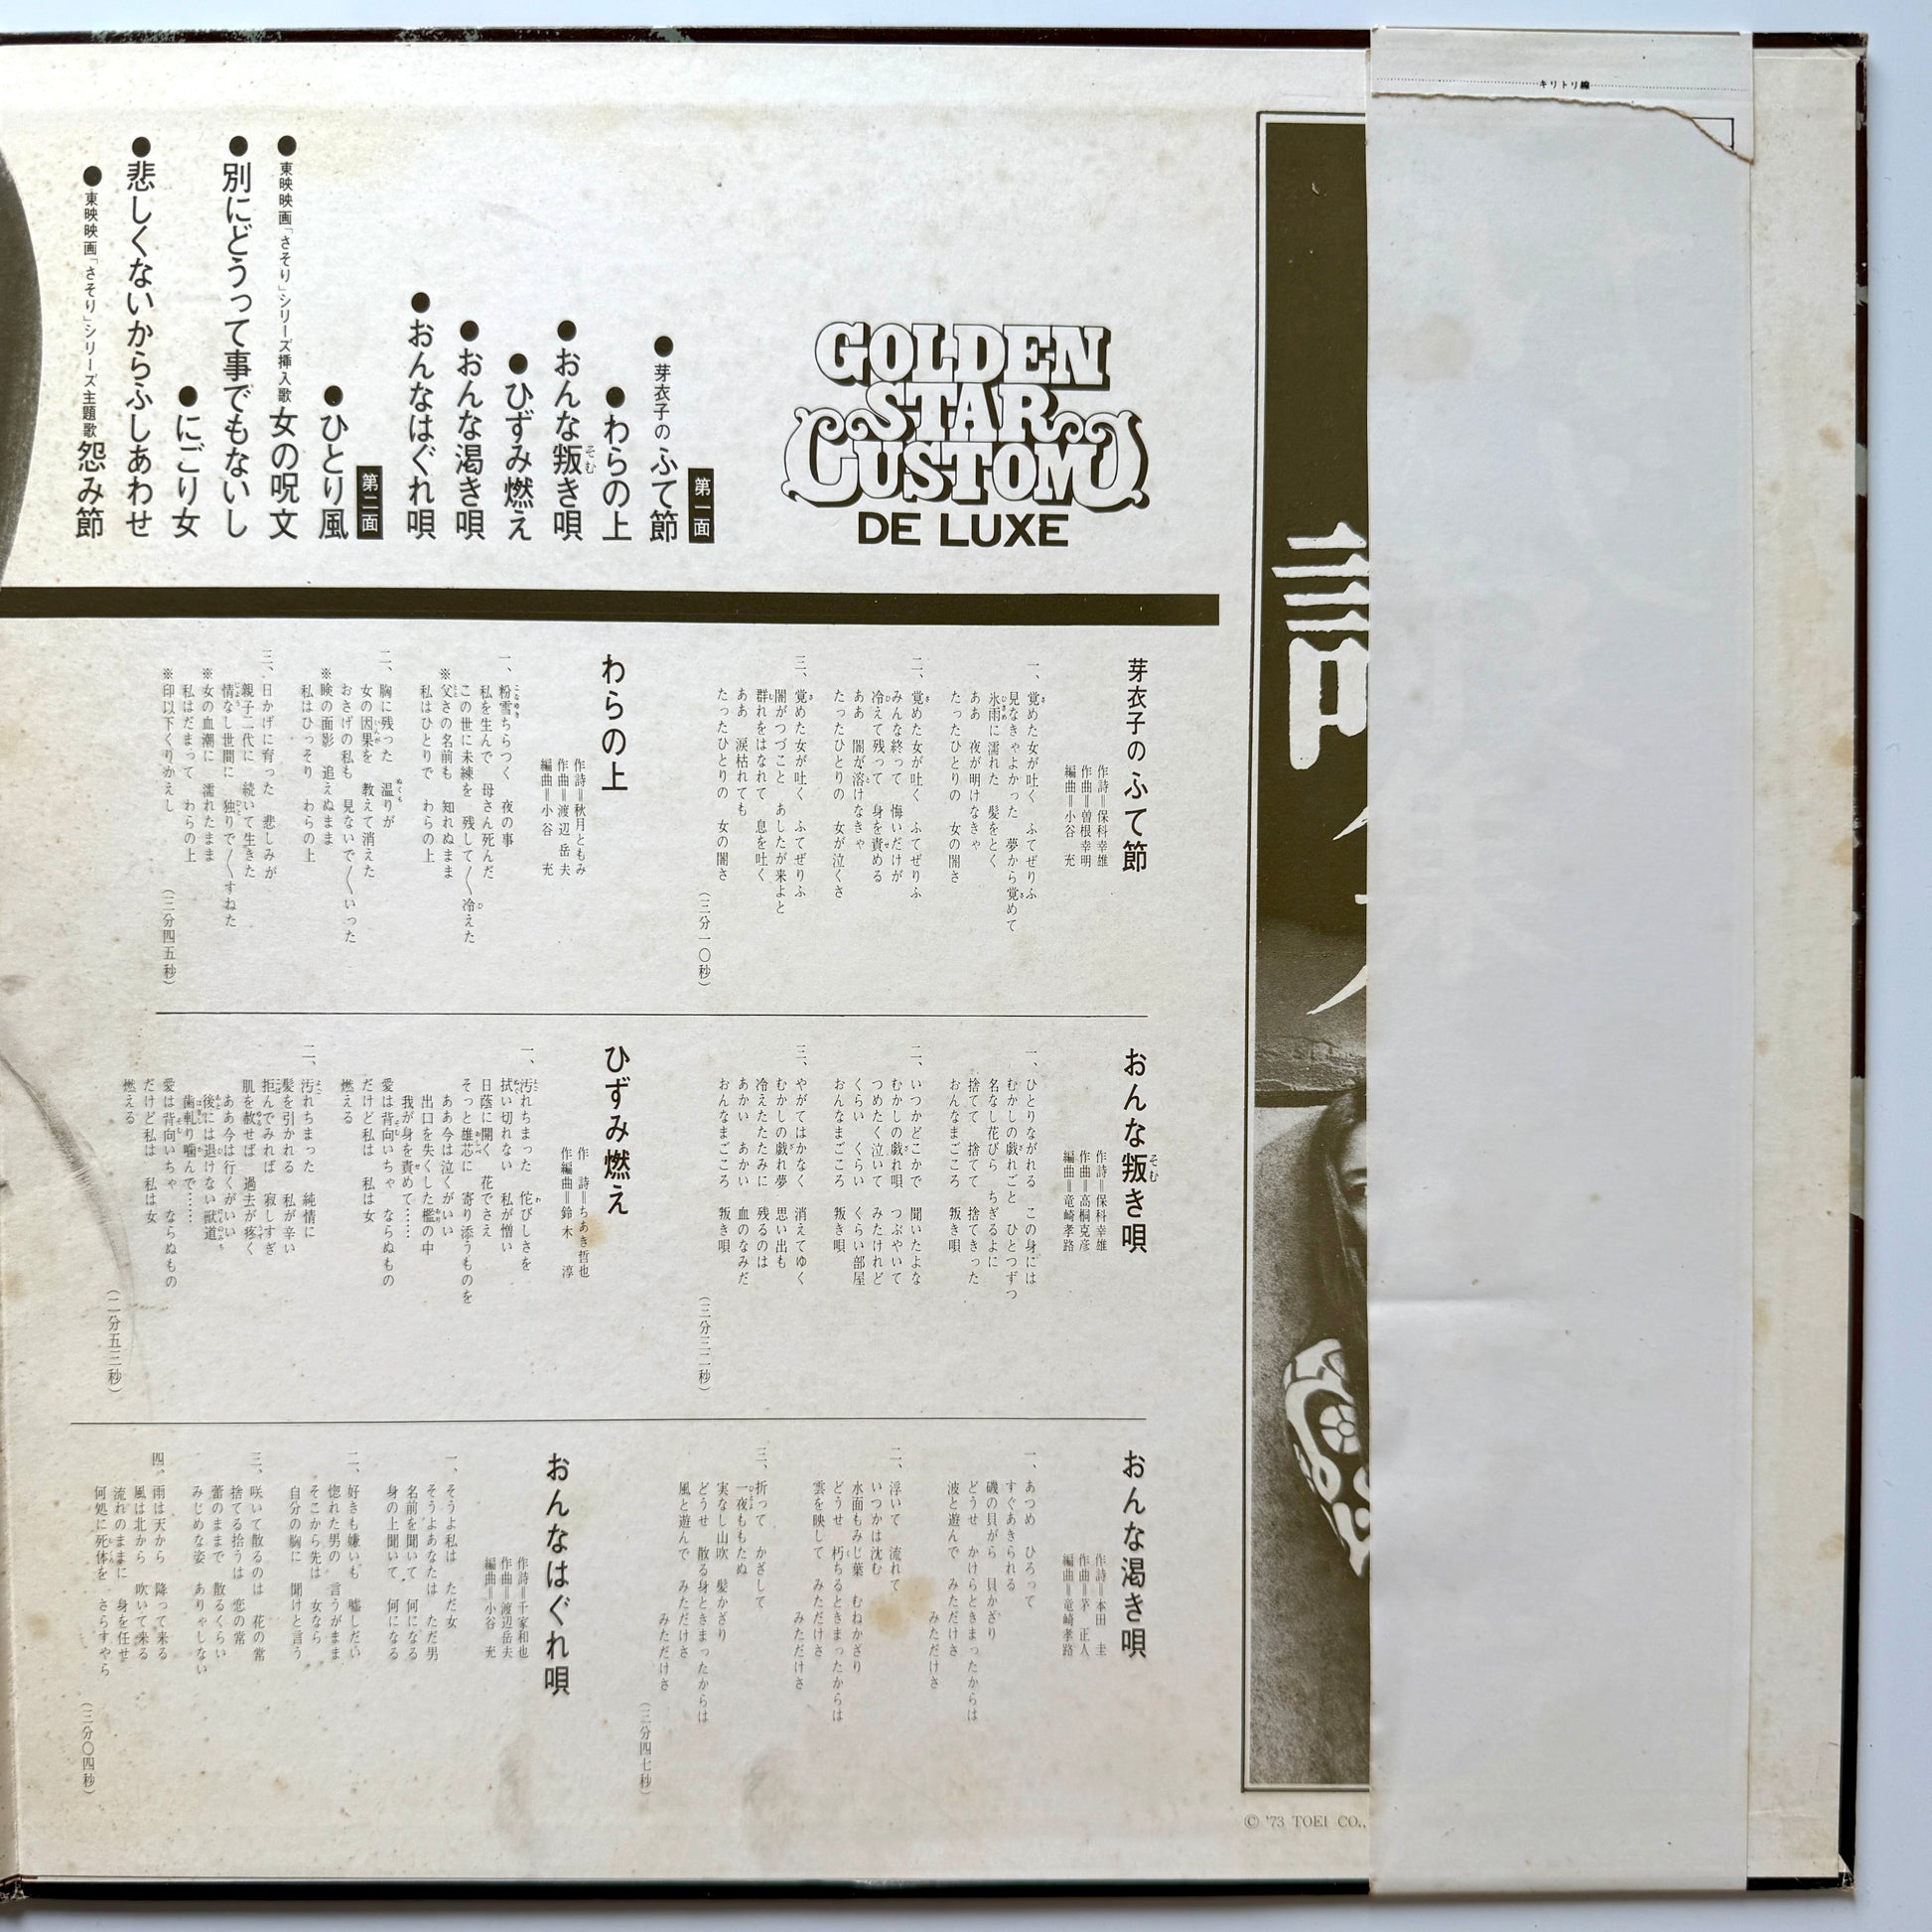 キリトリ線
GOLDEN
STAR
CUSTOM
DE LUXE
第一面
●芽衣子のふて節
●わらの上
●おんな叛き唄
●ひずみ燃え
●おんな渇き唄
●おんなはぐれ唄
第二面
●ひとり風
●東映映画「さそり」シリーズ挿入歌 女の呪文
●別にどうって事でもないし
●にごり女
●悲しくないからふしあわせ
●東映映画「さそり」シリーズ主題歌 怨み節
芽衣子のふて節
作詩＝保科幸雄
作曲＝曽根幸明
編曲＝小谷 充
一、覚めた女が吐く ふてぜりふ
見なきゃよかった 夢から覚めて
氷雨に濡れた 髪をとく
ああ 夜が明けなきゃ
たったひとりの 女の闇さ
二、覚めた女が吐く ふてぜりふ
みんな終って 悔いだけが
冷えて残って 身を責める
ああ 闇が溶けなきゃ
たったひとりの 女が泣くさ
三、覚めた女が吐く ふてぜりふ
闇がつづこと あしたが来よと
群れをはなれて 息を吐く
ああ 涙枯れても
たったひとりの 女の闇さ
（三分一〇秒）
わらの上
作詩＝秋月ともみ
作曲＝渡辺岳夫
編曲＝小谷 充
一、粉雪ちらつく 夜の事
私を生んで 母さん死んだ
この世に未練を 残して〳〵冷えた
※父さの名前も 知れぬまま
私はひとりで わらの上
二、胸に残った 温りが
女の因果を 教えて消えた
おさげの私も 見ないで〳〵いった
※瞼の面影 追えぬまま
私はひっそり わらの上
三、日かげに育った 悲しみが
親子二代に 続いて生きた
情なし世間に 独りで〳〵すねた
※女の血潮に 濡れたまま
私はだまって わらの上
※印以下くりかえし
（三分四五秒）
おんな叛き唄
作詩＝保科幸雄
作曲＝高桐克彦
編曲＝竜崎孝路
一、ひとりながれる この身には
むかしの戯れごと ひとつずつ
名なし花びら ちぎるよに
捨てて 捨てて 捨てきった
おんなまごころ 叛き唄
二、いつかどこかで 聞いたよな
むかしの戯れ唄 つぶやいて
つめたく泣いて みたけれど
くらい くらい くらい部屋
おんなまごころ 叛き唄
三、やがてはかなく 消えてゆく
むかしの戯れ夢 思い出も
冷えたたたみに 残るのは
あかい あかい 血のなみだ
おんなまごころ 叛き唄
（三分三二秒）
ひずみ燃え
作 詩＝ちあき哲也
作編曲＝鈴木 淳
一、汚れちまった 侘びしさを
拭い切れない 私が憎い
日蔭に開く 花でさえ
そっと雄芯に 寄り添うものを
ああ今は泣くがいい
出口を失くした檻の中
我が身を責めて……
愛は背向いちゃ ならぬもの
だけど私は 私は女
燃える
二、汚れちまった 純情に
髪を引かれる 私が辛い
拒んでみれば 寂しすぎ
肌を赦せば 過去が疼く
ああ今は行くがいい
後には退けない獣道
歯軋り噛んで……
愛は背向いちゃ ならぬもの
だけど私は 私は女
燃える
（二分五三秒）
おんな渇き唄
作詩＝本田 圭
作曲＝茅 正人
編曲＝竜崎孝路
一、あつめ ひろって
すぐあきられる
磯の貝がら 貝かざり
どうせ かけらときまったからは
波と遊んで みただけさ
みただけさ
二、浮いて 流れて
いつかは沈む
水面もみじ葉 むねかざり
どうせ 朽ちるときまったからは
雲を映して みただけさ
みただけさ
三、折って かざして
一夜ももたぬ
実なし山吹 髪かざり
どうせ 散る身ときまったからは
風と遊んで みただけさ
みただけさ
（三分四七秒）
おんなはぐれ唄
作詩＝千家和也
作曲＝渡辺岳夫
編曲＝小谷 充
一、そうよ私は ただ女
そうよあなたは ただ男
名前を聞いて 何になる
身の上聞いて 何になる
二、好きも嫌いも 嘘しだい
惚れた男の 言うがまま
そこから先は 女なら
自分の胸に 聞けと言う
三、咲いて散るのは 花の常
捨てる拾うは 恋の常
蕾のままで 散るくらい
みじめな姿 ありゃしない
四、雨は天から 降って来る
風は北から 吹いて来る
流れのままに 身を任せ
何処に死体を さらすやら
（三分〇四秒）
© '73 TOEI CO.,